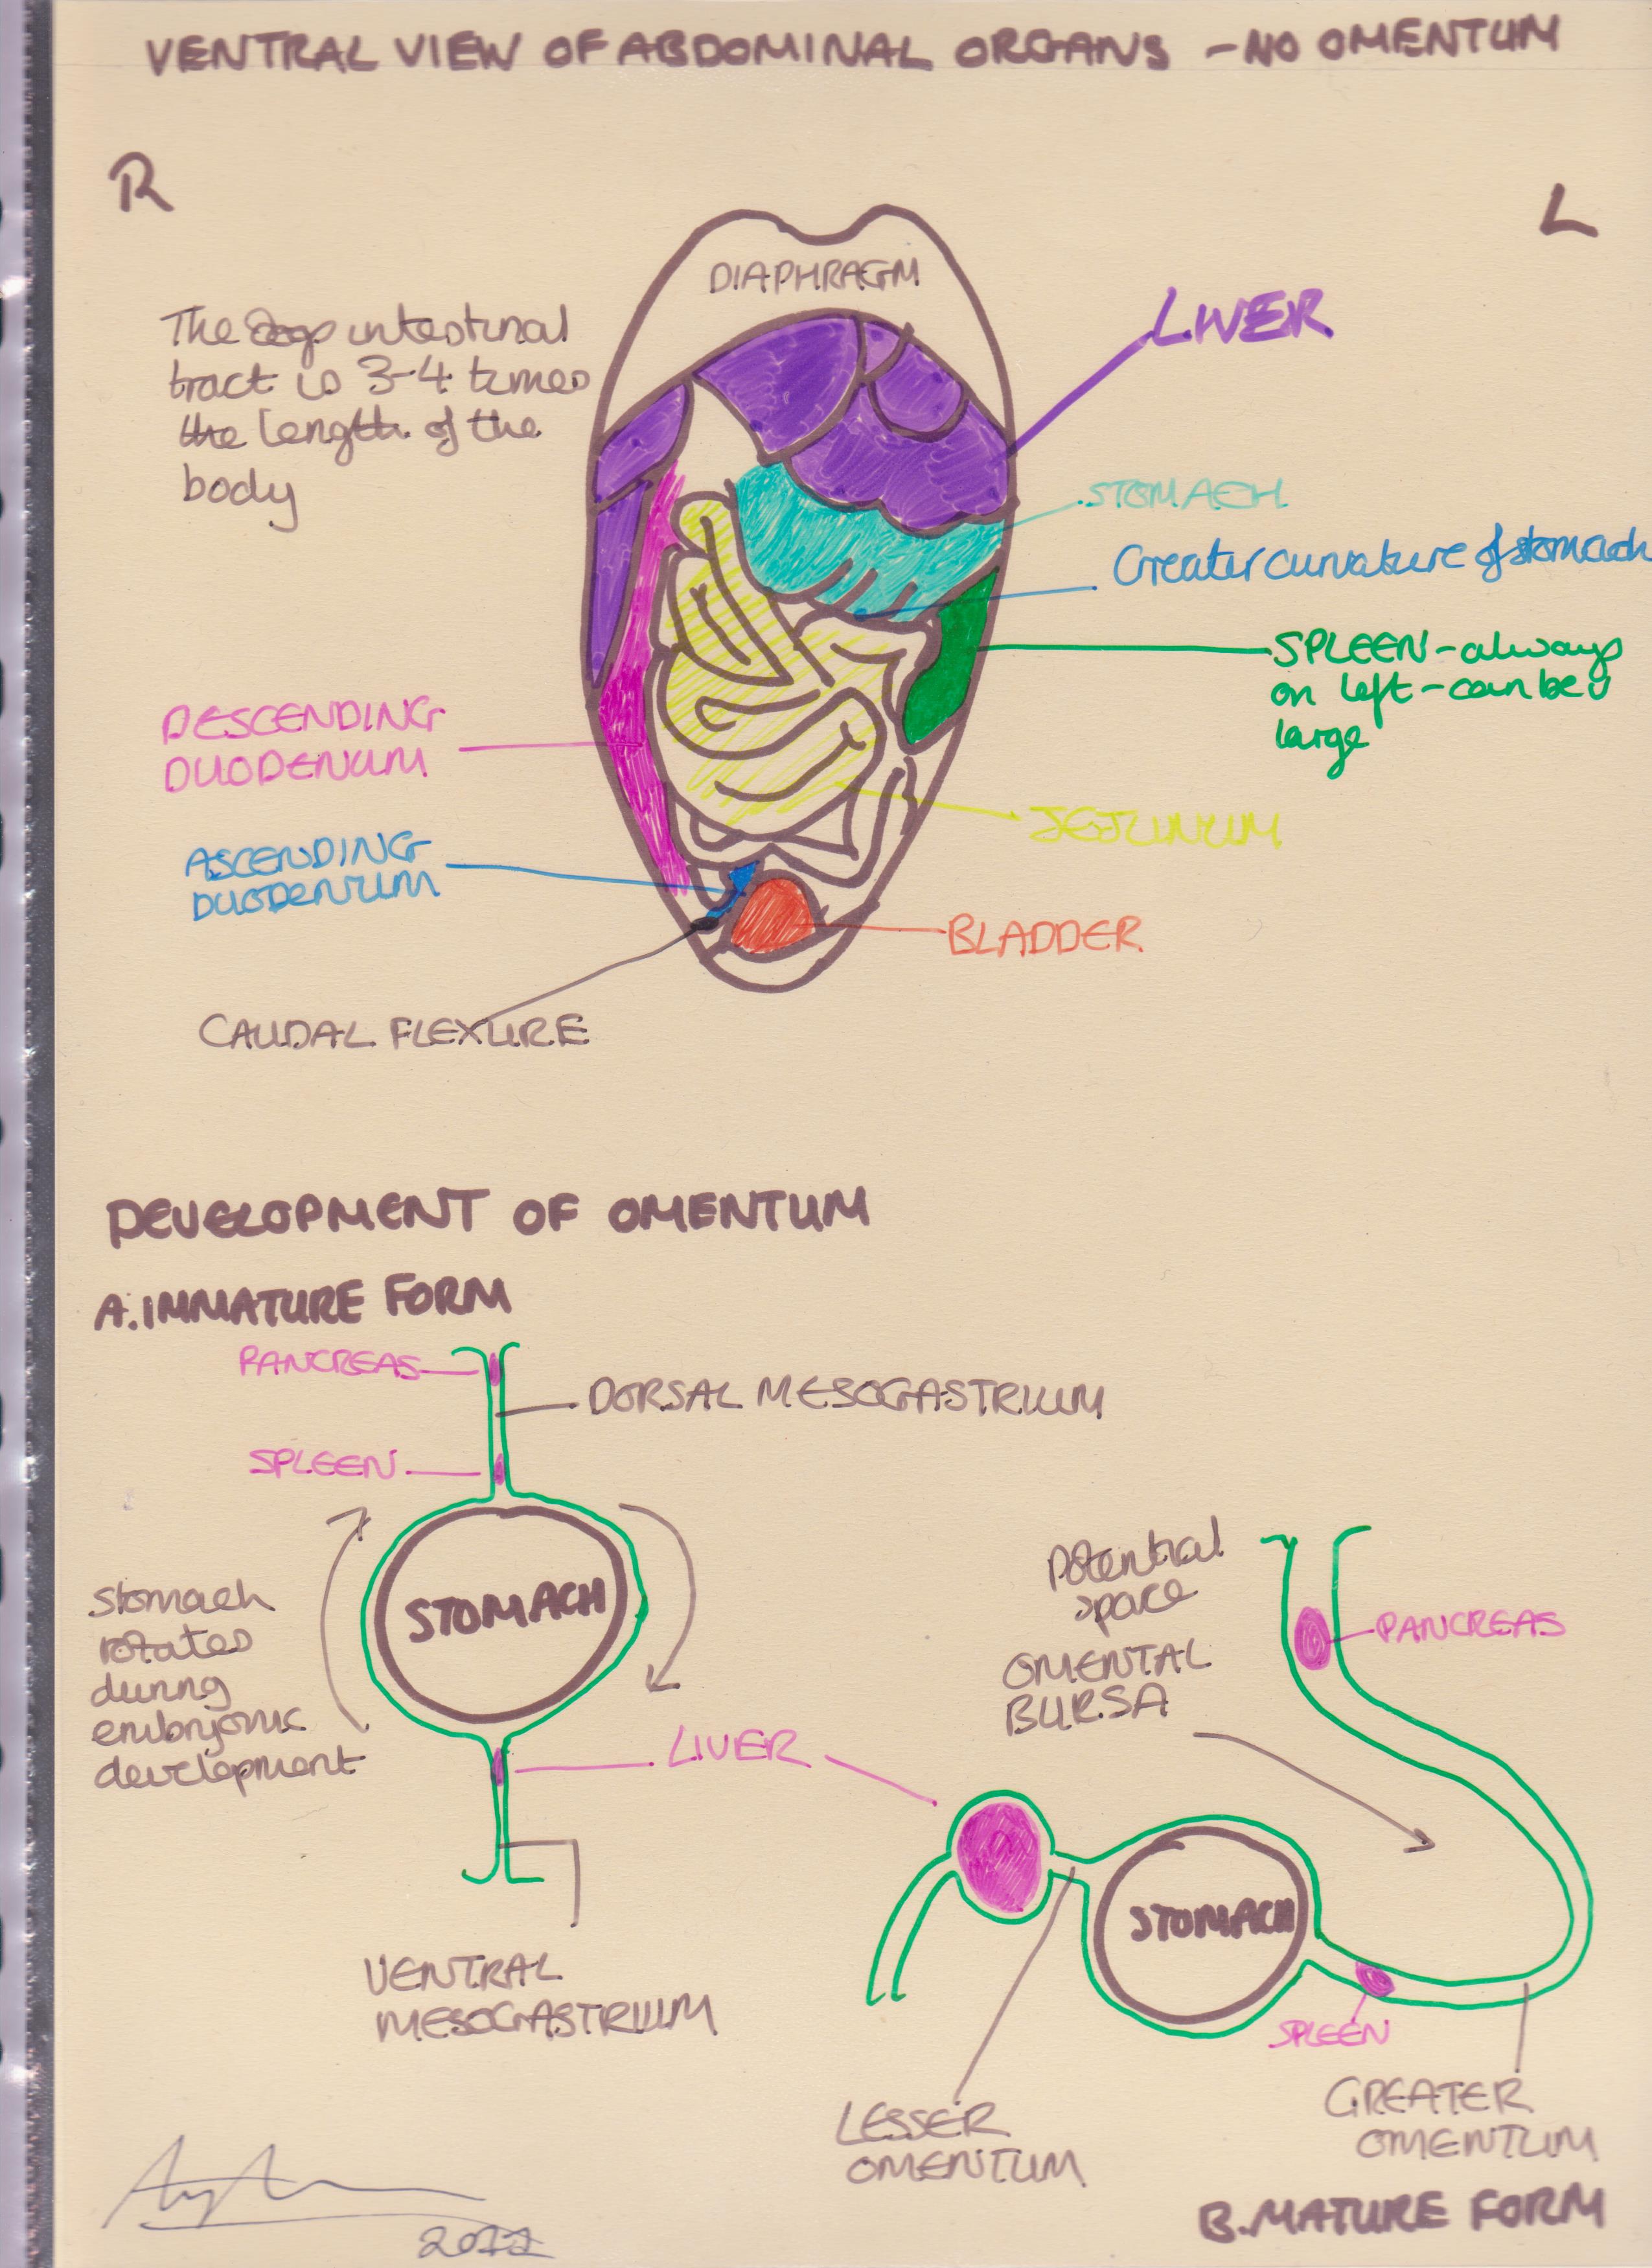 VENTRAL VIEW OF ABDOMINAL ORGANS - NO OMENTUM
R
L
DIAPHRAGM
The dogs intestinal
tract is 3-4 times
the length of the
body
LIVER
STOMACH
Greater curvature of stomach
SPLEEN - always
on left - can be
large
DESCENDING
DUODENUM
JEJUNUM
ASCENDING
DUODENUM
BLADDER
CAUDAL FLEXURE
DEVELOPMENT OF OMENTUM
A. IMMATURE FORM
PANCREAS
DORSAL MESOGASTRIUM
SPLEEN
STOMACH
stomach
rotates
during
embryonic
development
LIVER
VENTRAL
MESOGASTRIUM
Potential
space
OMENTAL
BURSA
PANCREAS
STOMACH
SPLEEN
LESSER
OMENTUM
GREATER
OMENTUM
B. MATURE FORM